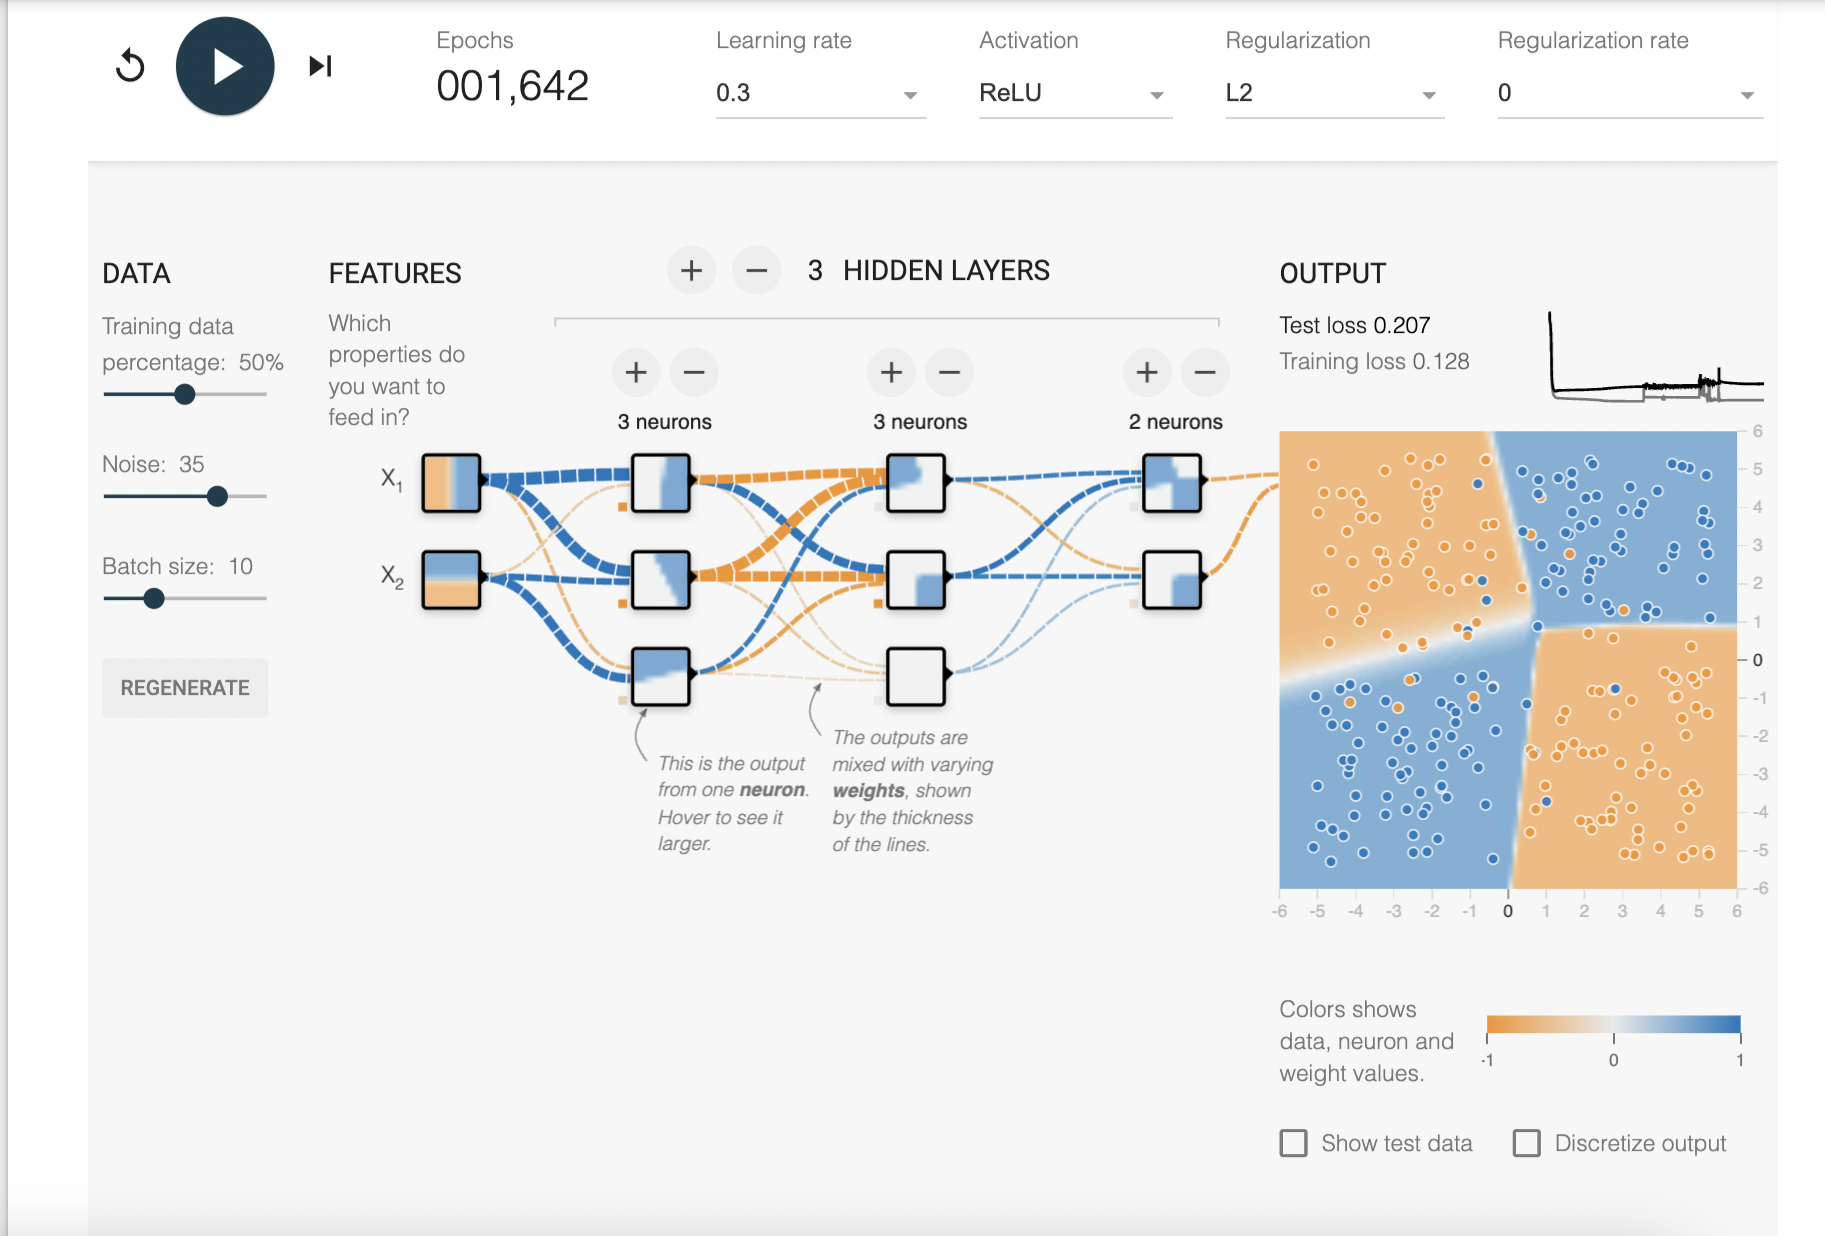 Epochs
001,642
Learning rate
0.3
Activation
ReLU
Regularization
L2
Regularization rate
0
DATA
Training data
percentage: 50%
Noise: 35
Batch size: 10
REGENERATE
FEATURES
Which
properties do
you want to
feed in?
X1
X2
+ − 3 HIDDEN LAYERS
+ −
3 neurons
+ −
3 neurons
+ −
2 neurons
This is the output
from one neuron.
Hover to see it
larger.
The outputs are
mixed with varying
weights, shown
by the thickness
of the lines.
OUTPUT
Test loss 0.207
Training loss 0.128
6
5
4
3
2
1
0
-1
-2
-3
-4
-5
-6
-6 -5 -4 -3 -2 -1 0 1 2 3 4 5 6
Colors shows
data, neuron and
weight values.
-1 0 1
Show test data
Discretize output